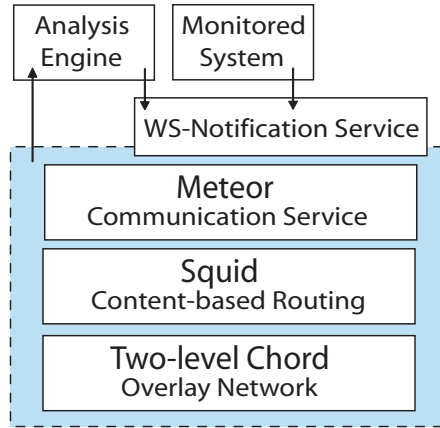 Analysis
Engine
Monitored
System
WS-Notification Service
Meteor
Communication Service
Squid
Content-based Routing
Two-level Chord
Overlay Network